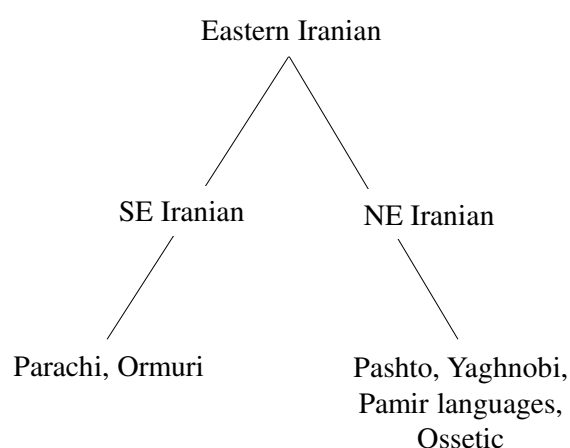 Eastern Iranian
SE Iranian
NE Iranian
Parachi, Ormuri
Pashto, Yaghnobi,
Pamir languages,
Ossetic